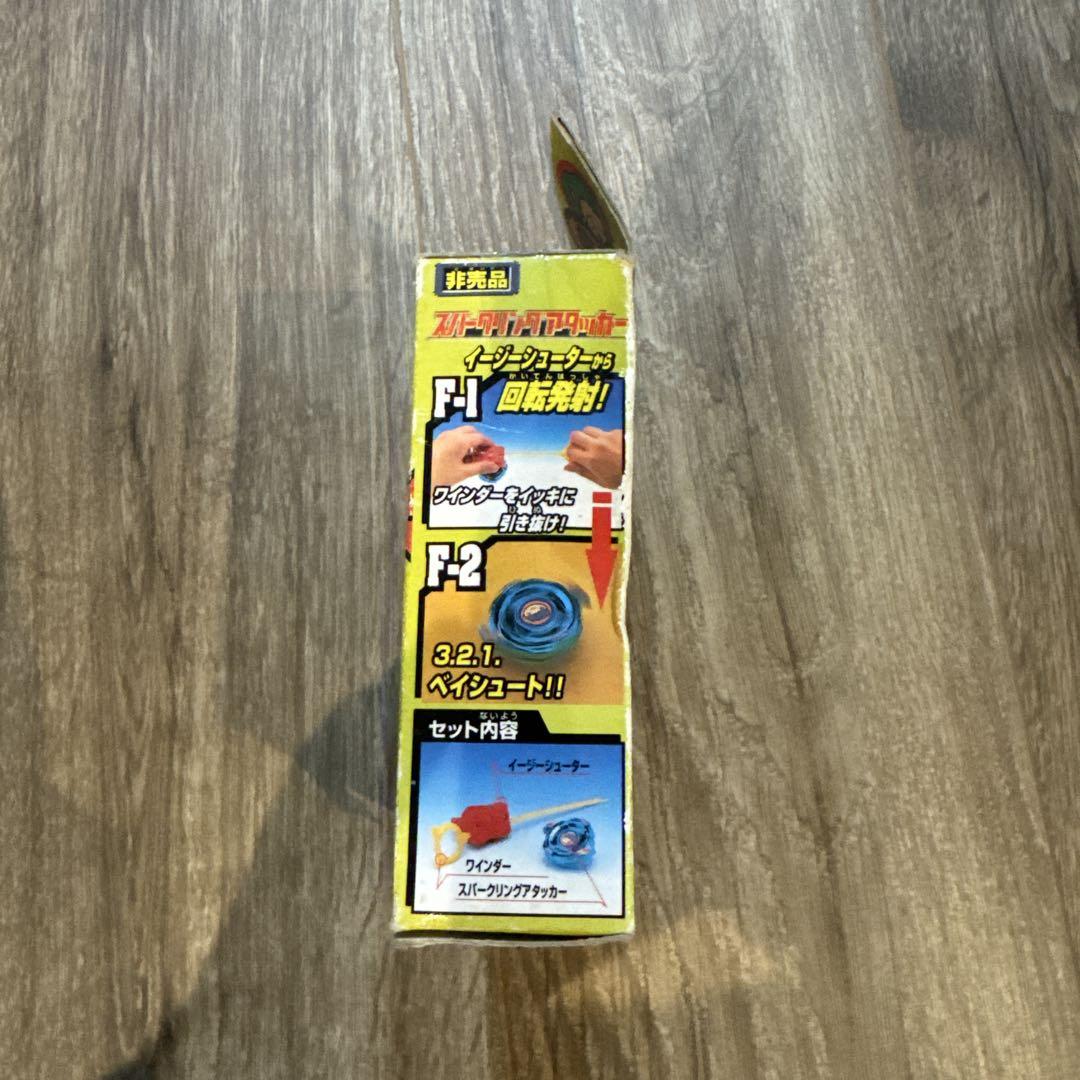 非売品
スパークリングアタッカー
イージーシューターから
かいてんはっしゃ
回転発射!
F-1
ワインダーをイッキに
ひ ぬ
引き抜け!
F-2
3.2.1.
ベイシュート!!
ないよう
セット内容
イージーシューター
ワインダー
スパークリングアタッカー